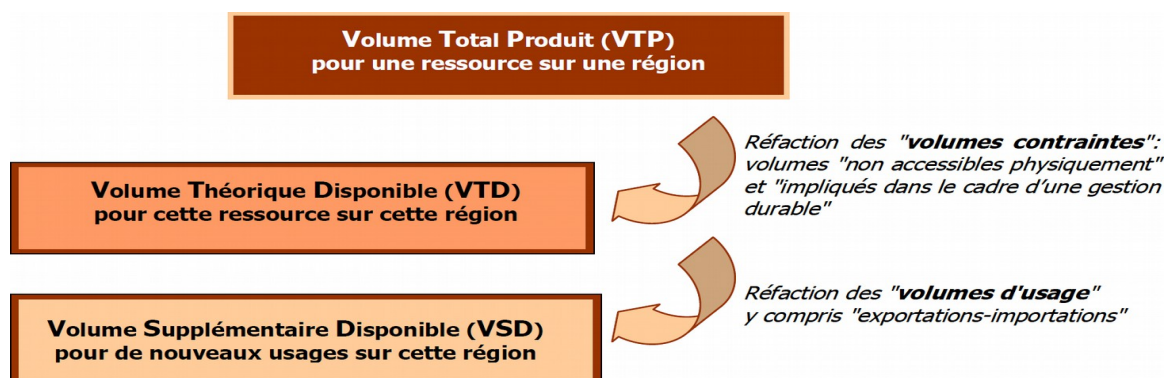 Volume Total Produit (VTP)
pour une ressource sur une région
Réfaction des "volumes contraintes":
volumes "non accessibles physiquement"
et "impliqués dans le cadre d'une gestion
durable"
Volume Théorique Disponible (VTD)
pour cette ressource sur cette région
Réfaction des "volumes d'usage"
y compris "exportations-importations"
Volume Supplémentaire Disponible (VSD)
pour de nouveaux usages sur cette région